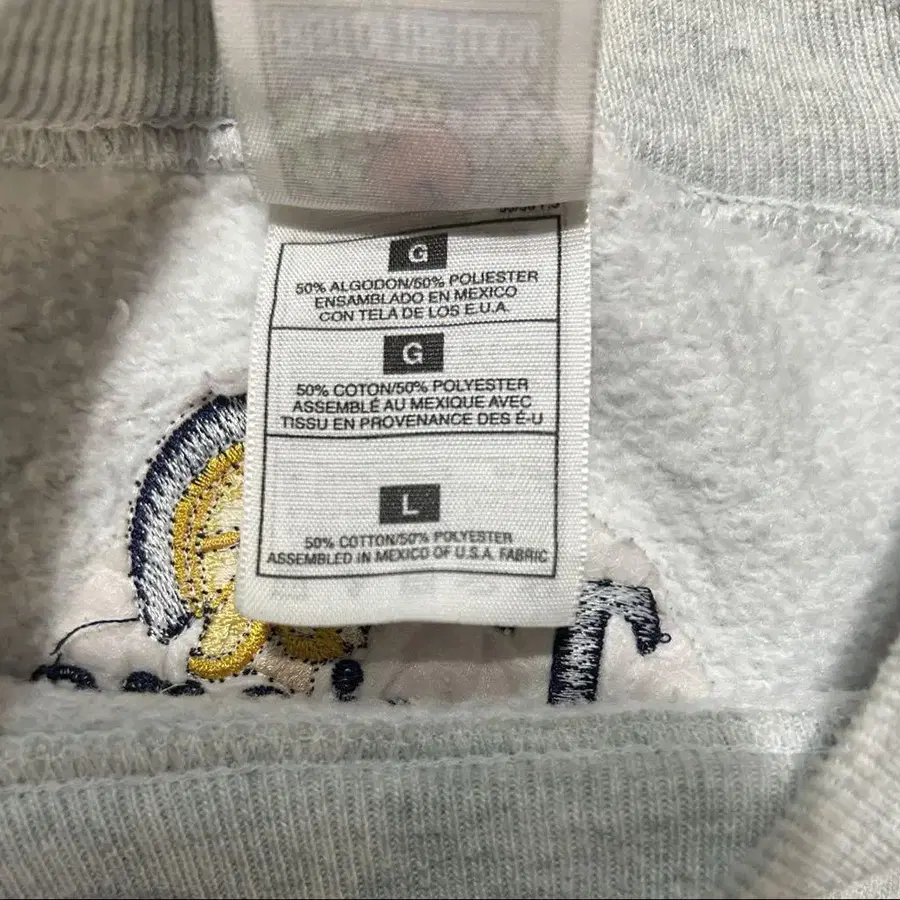 G
50% ALGODON/50% POLIESTER
ENSAMBLADO EN MEXICO
CON TELA DE LOS E.U.A.
G
50% COTON/50% POLYESTER
ASSEMBLÉ AU MEXIQUE AVEC
TISSU EN PROVENANCE DES É-U
L
50% COTTON/50% POLYESTER
ASSEMBLED IN MEXICO OF U.S.A. FABRIC